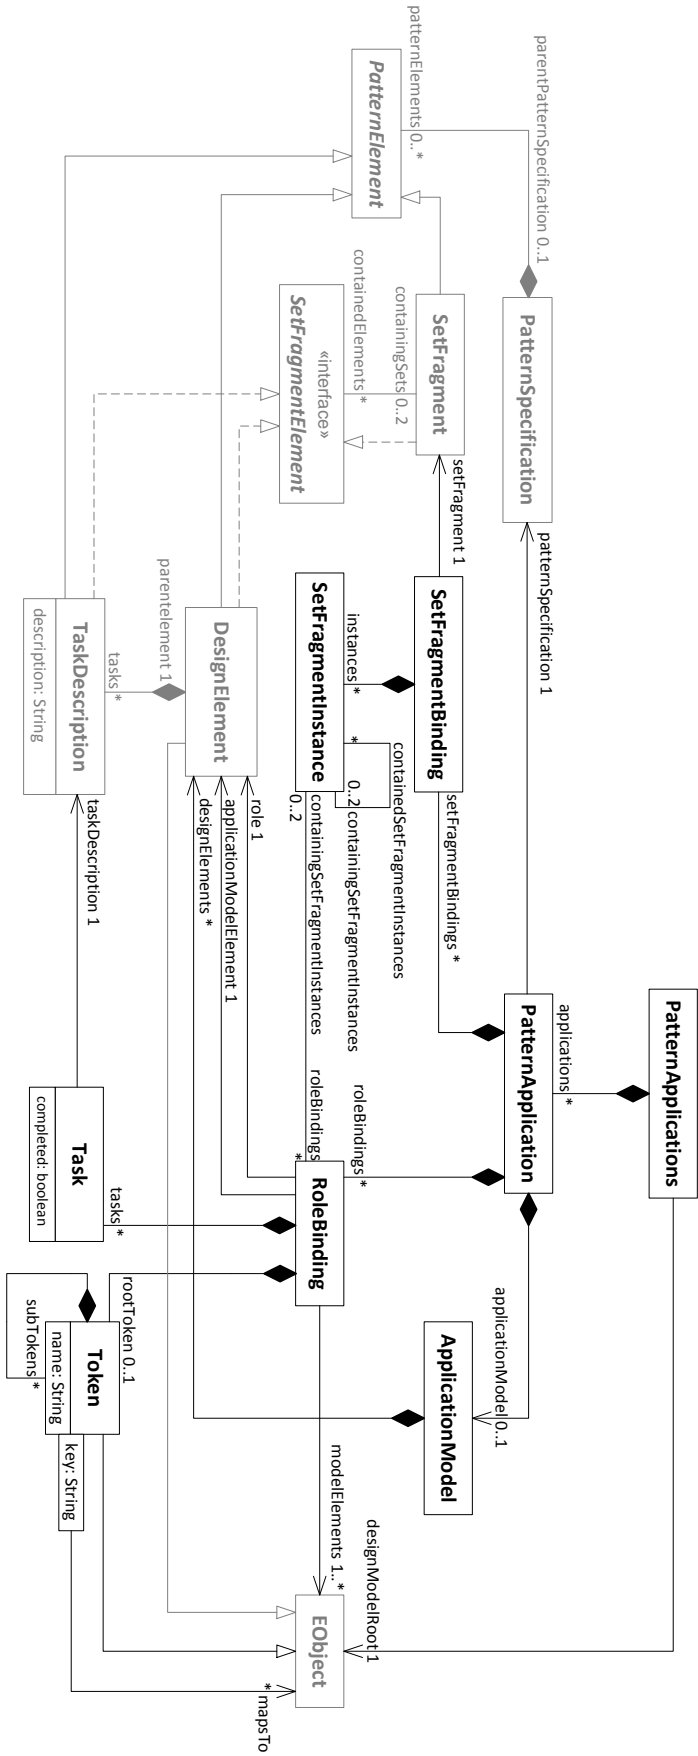 PatternApplications
designModelRoot 1
applications *
PatternSpecification
parentPatternSpecification 0..1
patternSpecification 1
PatternApplication
applicationModel 0..1
SetFragment
setFragment 1
SetFragmentBinding
setFragmentBindings *
ApplicationModel
patternElements 0..*
PatternElement
containingSets 0..2
containedElements *
«interface»
SetFragmentElement
instances *
SetFragmentInstance
containedSetFragmentInstances
*
0..2 containingSetFragmentInstances
containingSetFragmentInstances
0..2
roleBindings *
roleBindings
*
RoleBinding
modelElements 1..*
EObject
DesignElement
role 1
applicationModelElement 1
designElements *
parentelement 1
tasks *
TaskDescription
description: String
taskDescription 1
tasks *
Task
completed: boolean
rootToken 0..1
Token
name: String
subTokens *
key: String
* mapsTo